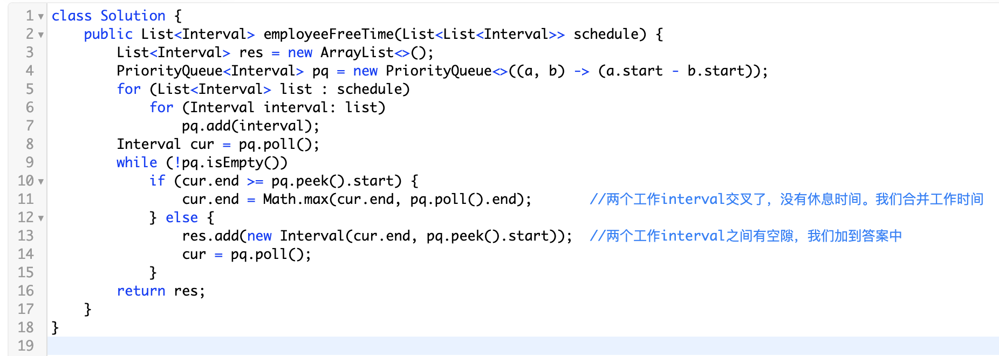 1 class Solution {
2     public List<Interval> employeeFreeTime(List<List<Interval>> schedule) {
3         List<Interval> res = new ArrayList<>();
4         PriorityQueue<Interval> pq = new PriorityQueue<>((a, b) -> (a.start - b.start));
5         for (List<Interval> list : schedule)
6             for (Interval interval: list)
7                 pq.add(interval);
8         Interval cur = pq.poll();
9         while (!pq.isEmpty())
10             if (cur.end >= pq.peek().start) {
11                 cur.end = Math.max(cur.end, pq.poll().end);       //两个工作interval交叉了，没有休息时间。我们合并工作时间
12             } else {
13                 res.add(new Interval(cur.end, pq.peek().start));  //两个工作interval之间有空隙，我们加到答案中
14                 cur = pq.poll();
15             }
16         return res;
17     }
18 }
19